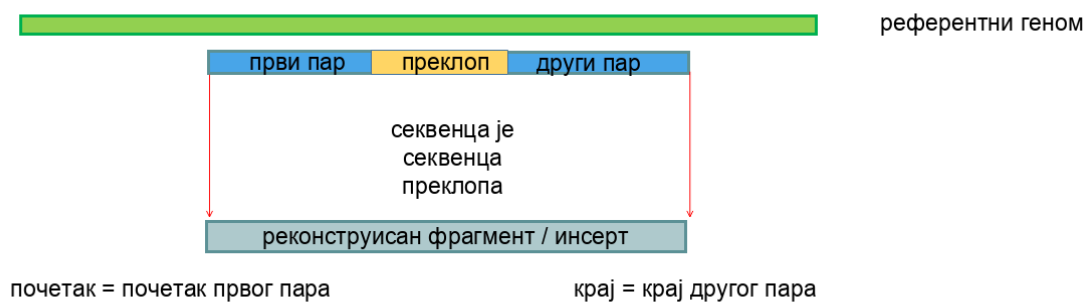 референтни геном
први пар преклоп други пар
секвенца је
секвенца
преклопа
реконструисан фрагмент / инсерт
почетак = почетак првог пара крај = крај другог пара